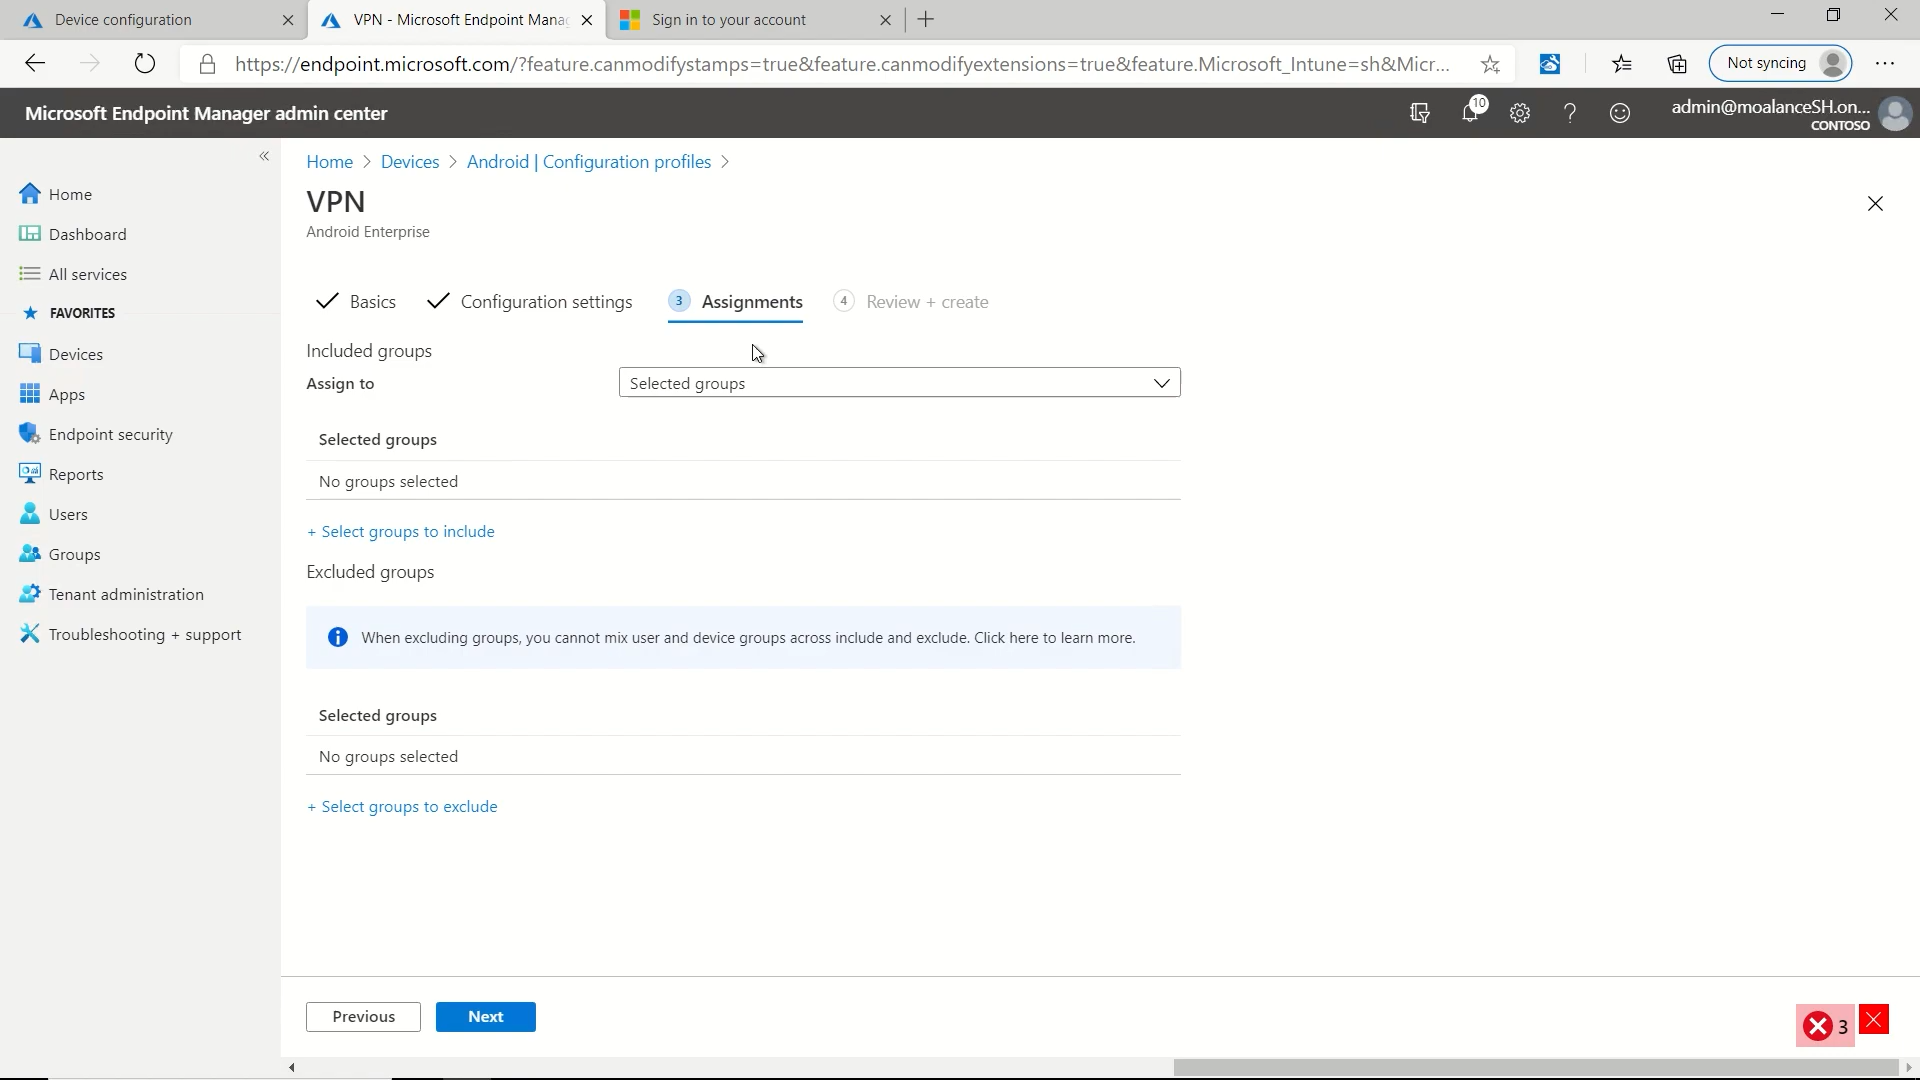 Device configuration
VPN - Microsoft Endpoint Mana
Sign in to your account
https://endpoint.microsoft.com/?feature.canmodifystamps=true&feature.canmodifyextensions=true&feature.Microsoft_Intune=sh&Micr...
Not syncing
Microsoft Endpoint Manager admin center
10
admin@moalanceSH.on...
CONTOSO
Home
Dashboard
All services
FAVORITES
Devices
Apps
Endpoint security
Reports
Users
Groups
Tenant administration
Troubleshooting + support
Home > Devices > Android | Configuration profiles >
VPN
Android Enterprise
Basics
Configuration settings
3 Assignments
4 Review + create
Included groups
Assign to
Selected groups
Selected groups
No groups selected
+ Select groups to include
Excluded groups
When excluding groups, you cannot mix user and device groups across include and exclude. Click here to learn more.
Selected groups
No groups selected
+ Select groups to exclude
Previous
Next
3